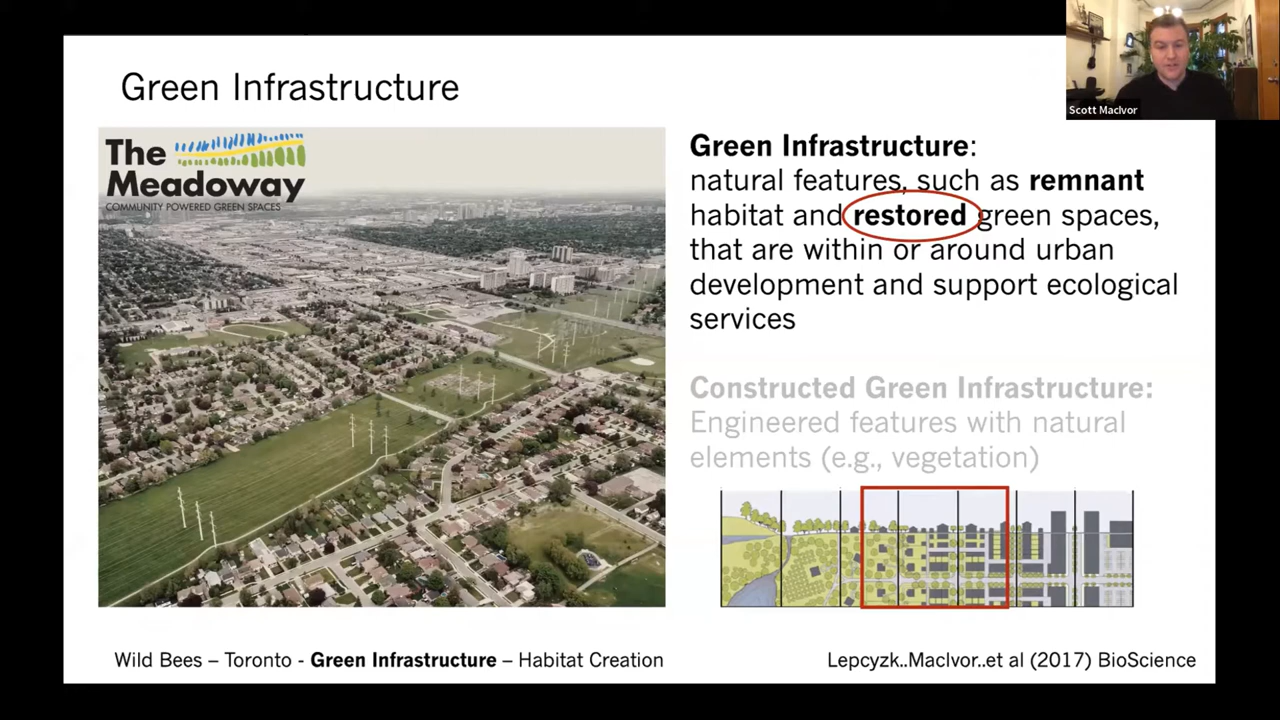 Scott MacIvor
Green Infrastructure
The
Meadoway
COMMUNITY POWERED GREEN SPACES
Green Infrastructure:
natural features, such as remnant
habitat and restored green spaces,
that are within or around urban
development and support ecological
services
Constructed Green Infrastructure:
Engineered features with natural
elements (e.g., vegetation)
Wild Bees – Toronto - Green Infrastructure – Habitat Creation
Lepcyzk..MacIvor..et al (2017) BioScience